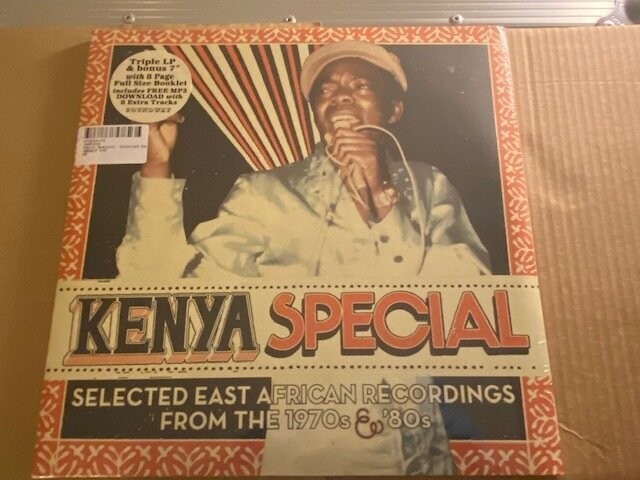 Triple LP
& bonus 7"
with 8 Page
Full Size Booklet
includes FREE MP3
DOWNLOAD with
8 Extra Tracks
SOUNDWAY
KENYA SPECIAL
SELECTED EAST AFRICAN RECORDINGS
FROM THE 1970s & '80s